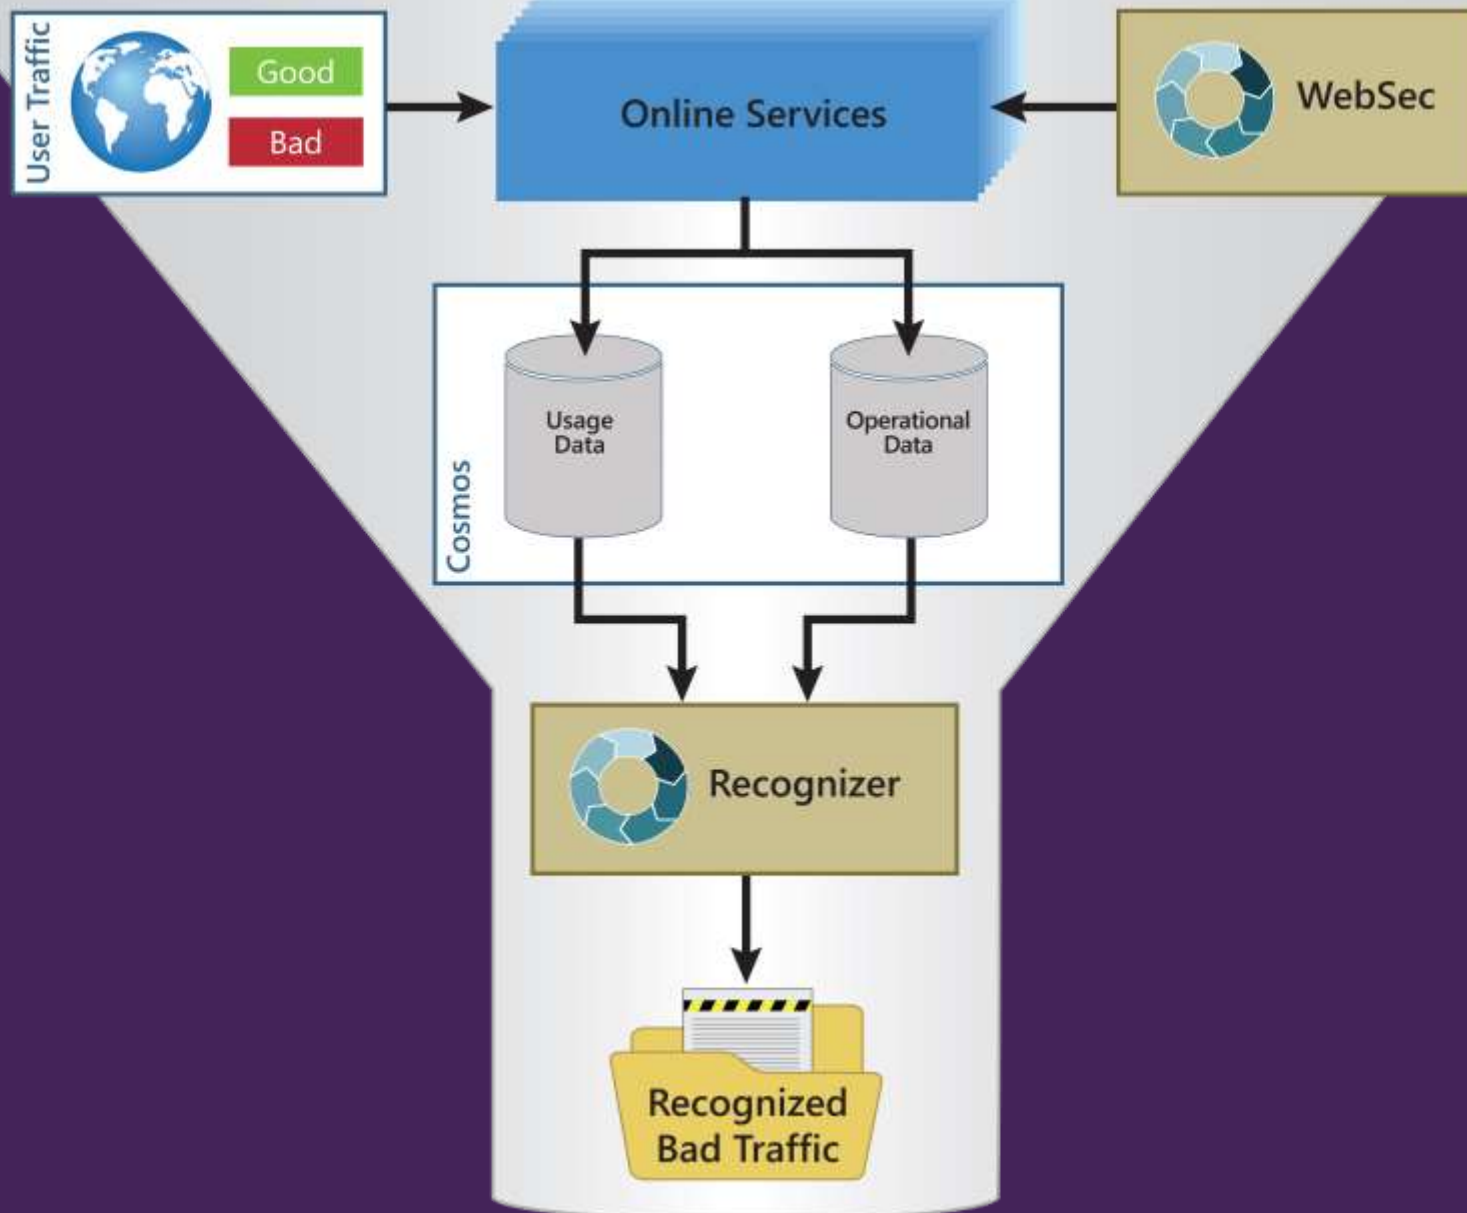 User Traffic
Good
Bad
Online Services
WebSec
Cosmos
Usage
Data
Operational
Data
Recognizer
Recognized
Bad Traffic